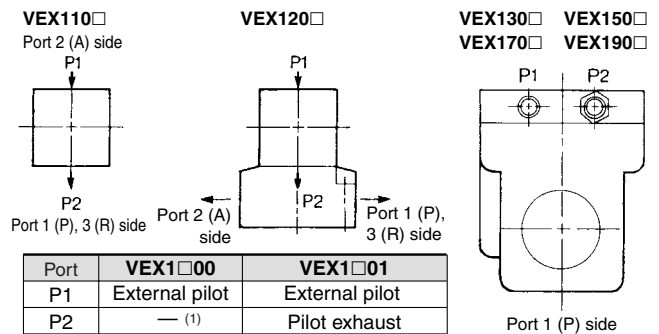 VEX110□
Port 2 (A) side
P1
P2
Port 1 (P), 3 (R) side
VEX120□
P1
P2
Port 2 (A)
side
Port 1 (P),
3 (R) side
VEX130□ VEX150□
VEX170□ VEX190□
P1 P2
Port 1 (P) side
Port VEX1□00 VEX1□01
P1 External pilot External pilot
P2 — (1) Pilot exhaust